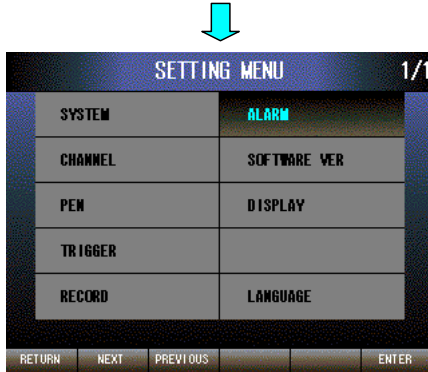 SETTING MENU 1/1
SYSTEM ALARM
CHANNEL SOFTWARE VER
PEN DISPLAY
TRIGGER
RECORD LANGUAGE
RETURN NEXT PREVIOUS ENTER